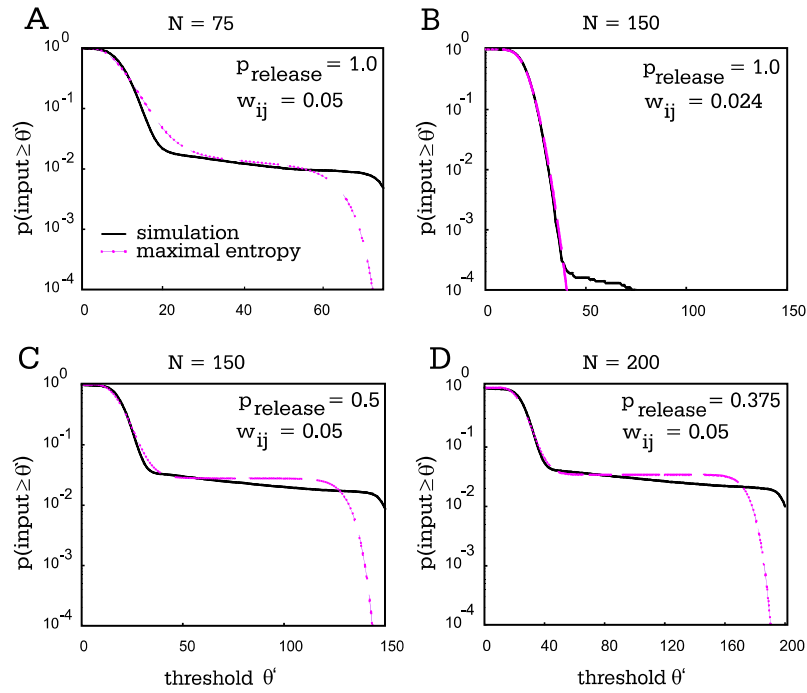 A
N = 75
p(input≥θ')
10^0
10^-1
10^-2
10^-3
10^-4
p_release = 1.0
w_ij = 0.05
simulation
maximal entropy
0 20 40 60
B
N = 150
p(input≥θ')
10^0
10^-1
10^-2
10^-3
10^-4
p_release = 1.0
w_ij = 0.024
0 50 100 150
C
N = 150
p(input≥θ')
10^0
10^-1
10^-2
10^-3
10^-4
p_release = 0.5
w_ij = 0.05
0 50 100 150
threshold θ'
D
N = 200
p(input≥θ')
10^0
10^-1
10^-2
10^-3
10^-4
p_release = 0.375
w_ij = 0.05
0 40 80 120 160 200
threshold θ'